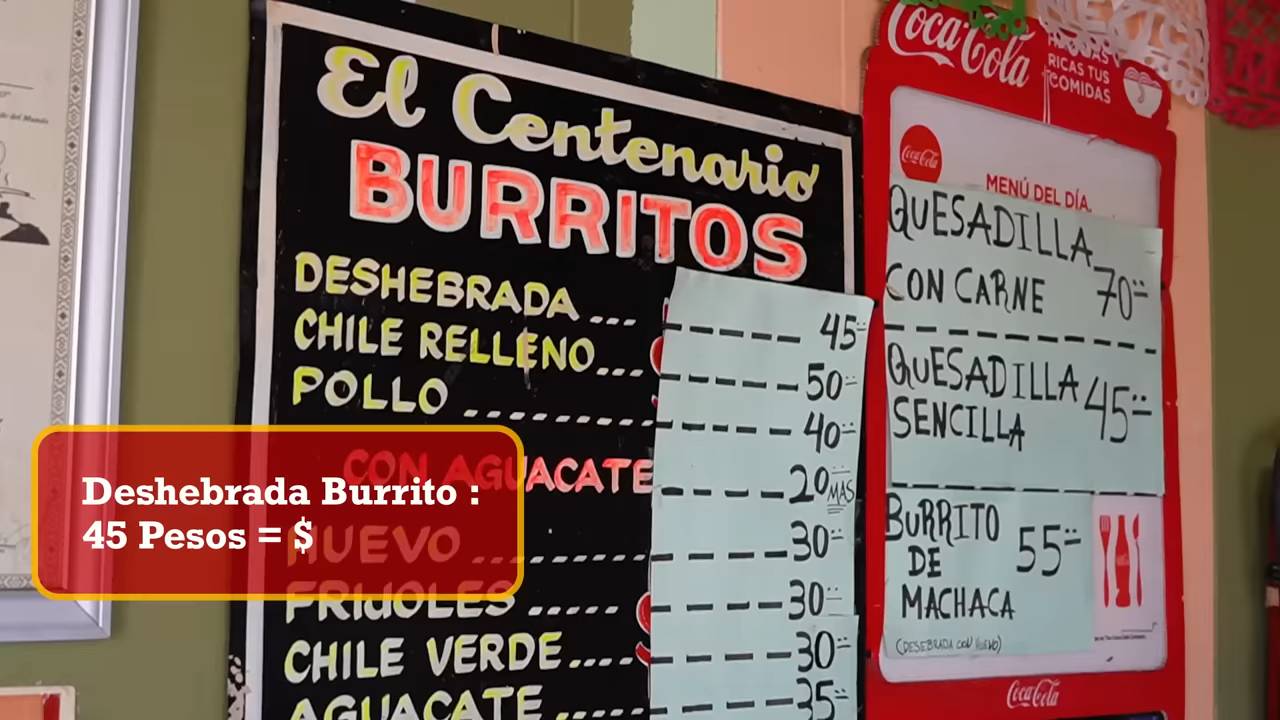 El Centenario
BURRITOS
DESHEBRADA ... 45
CHILE RELLENO... 50
POLLO ......... 40
CON AGUACATE 20 MAS
HUEVO ........ 30
FRIJOLES ..... 30
CHILE VERDE.... 30
AGUACATE .... 35
Coca-Cola
RICAS TUS
COMIDAS
MÉXICO
Coca-Cola
MENÚ DEL DÍA.
QUESADILLA
CON CARNE 70
QUESADILLA
SENCILLA 45
BURRITO
DE
MACHACA 55
(DESEBRADA CON HUEVO)
Coca-Cola
Deshebrada Burrito :
45 Pesos = $